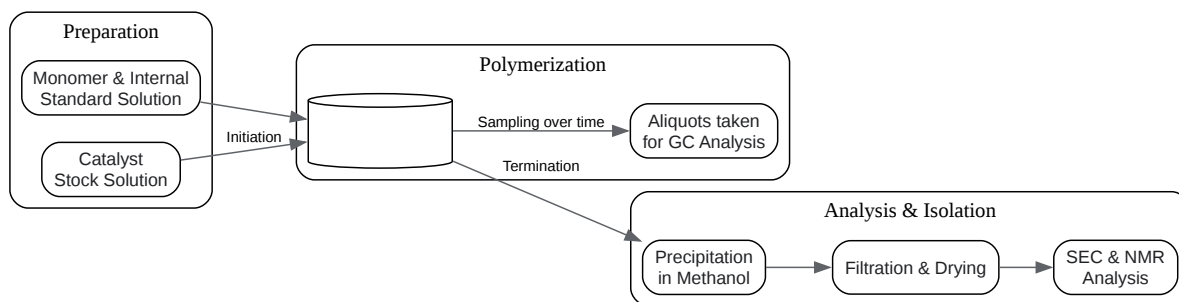 Preparation
Monomer & Internal
Standard Solution
Initiation
Catalyst
Stock Solution
Polymerization
Sampling over time
Aliquots taken
for GC Analysis
Termination
Analysis & Isolation
Precipitation
in Methanol
Filtration & Drying
SEC & NMR
Analysis